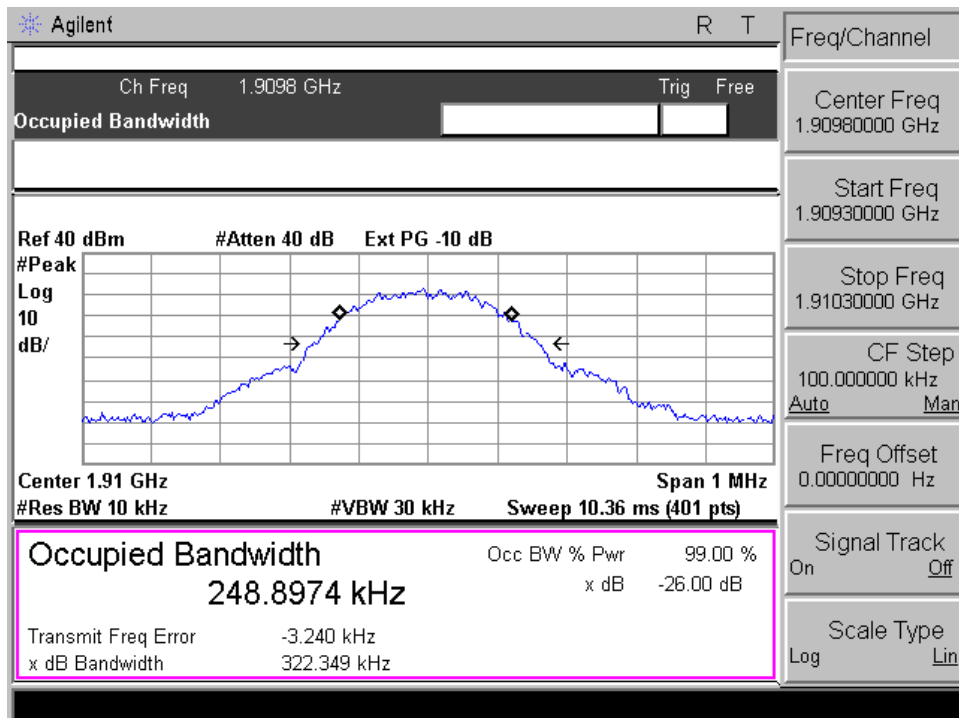 Agilent R T
Ch Freq 1.9098 GHz Trig Free
Occupied Bandwidth
Ref 40 dBm #Atten 40 dB Ext PG -10 dB
#Peak
Log
10
dB/
Center 1.91 GHz Span 1 MHz
#Res BW 10 kHz #VBW 30 kHz Sweep 10.36 ms (401 pts)
Occupied Bandwidth Occ BW % Pwr 99.00 %
248.8974 kHz x dB -26.00 dB
Transmit Freq Error -3.240 kHz
x dB Bandwidth 322.349 kHz
Freq/Channel
Center Freq
1.90980000 GHz
Start Freq
1.90930000 GHz
Stop Freq
1.91030000 GHz
CF Step
100.000000 kHz
Auto Man
Freq Offset
0.00000000 Hz
Signal Track
On Off
Scale Type
Log Lin